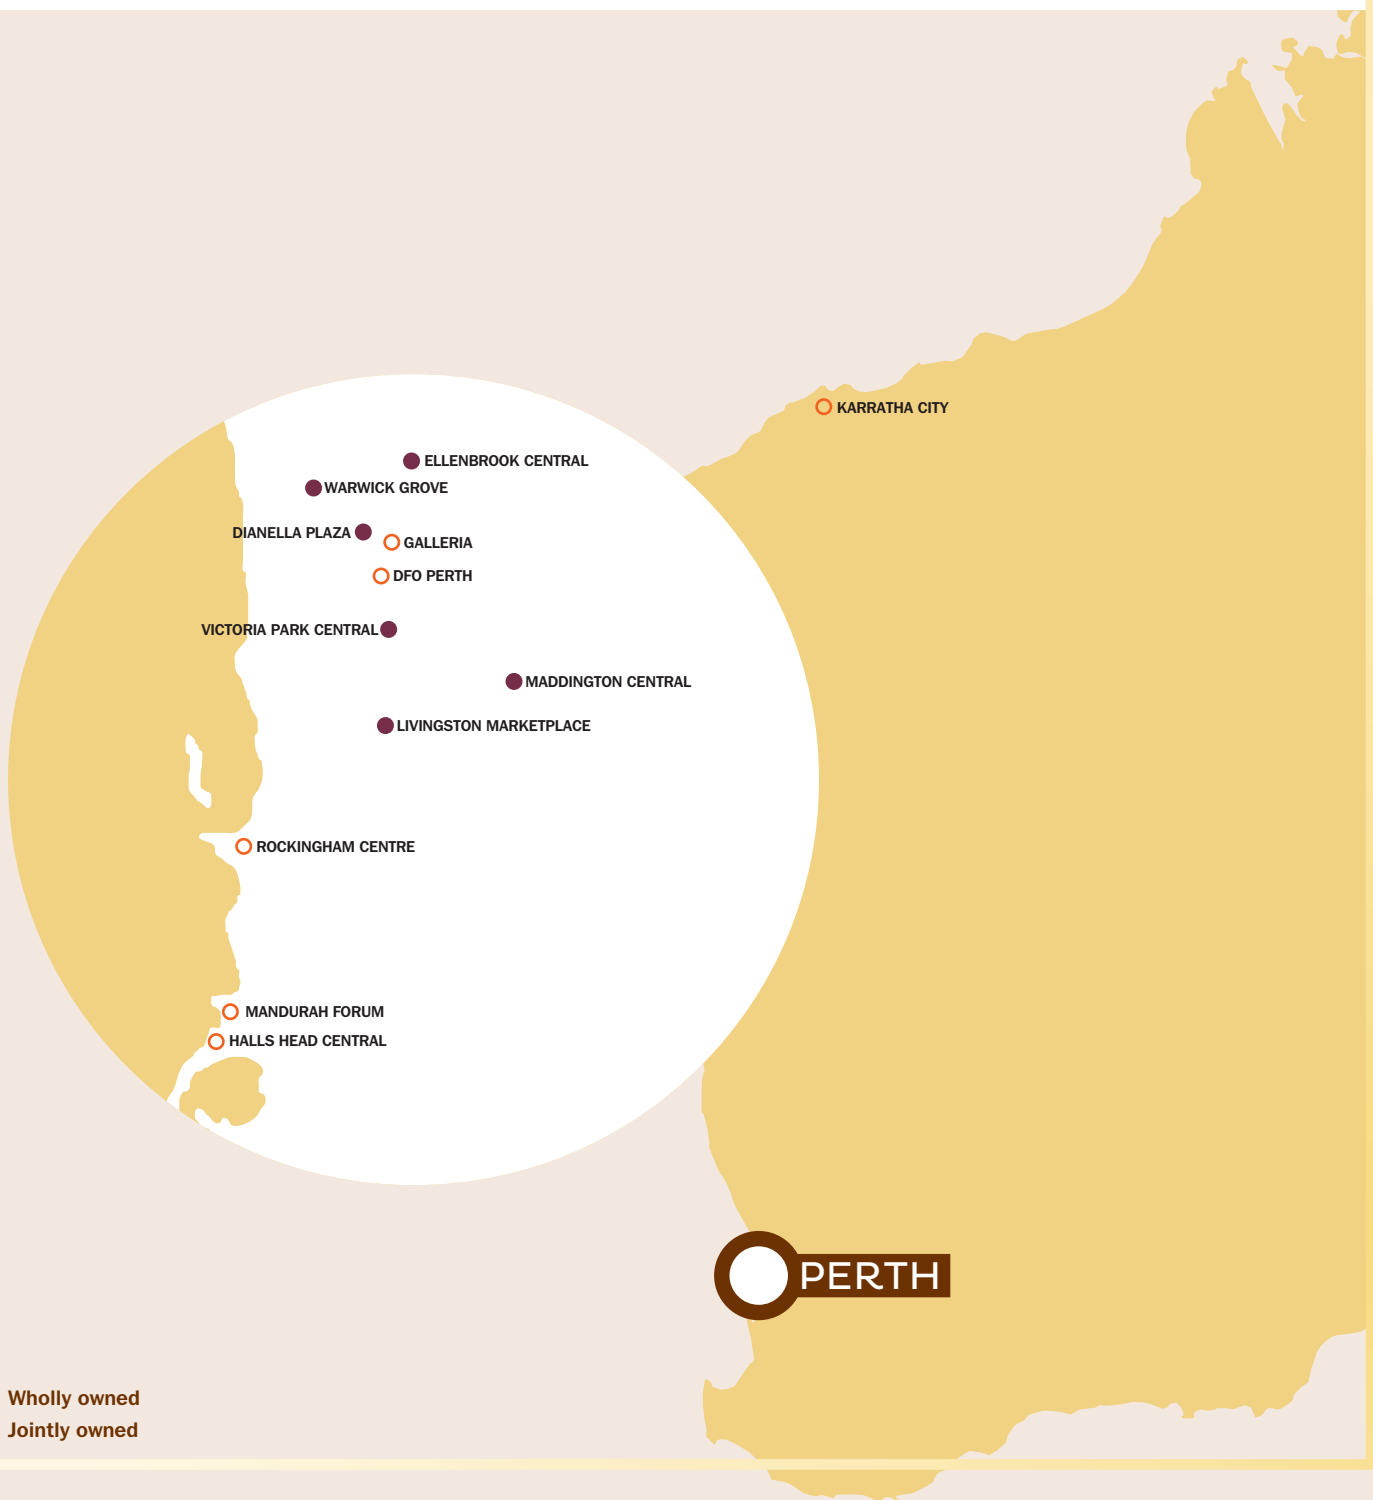 KARRATHA CITY
ELLENBROOK CENTRAL
WARWICK GROVE
DIANELLA PLAZA
GALLERIA
DFO PERTH
VICTORIA PARK CENTRAL
MADDINGTON CENTRAL
LIVINGSTON MARKETPLACE
ROCKINGHAM CENTRE
MANDURAH FORUM
HALLS HEAD CENTRAL
PERTH
Wholly owned
Jointly owned